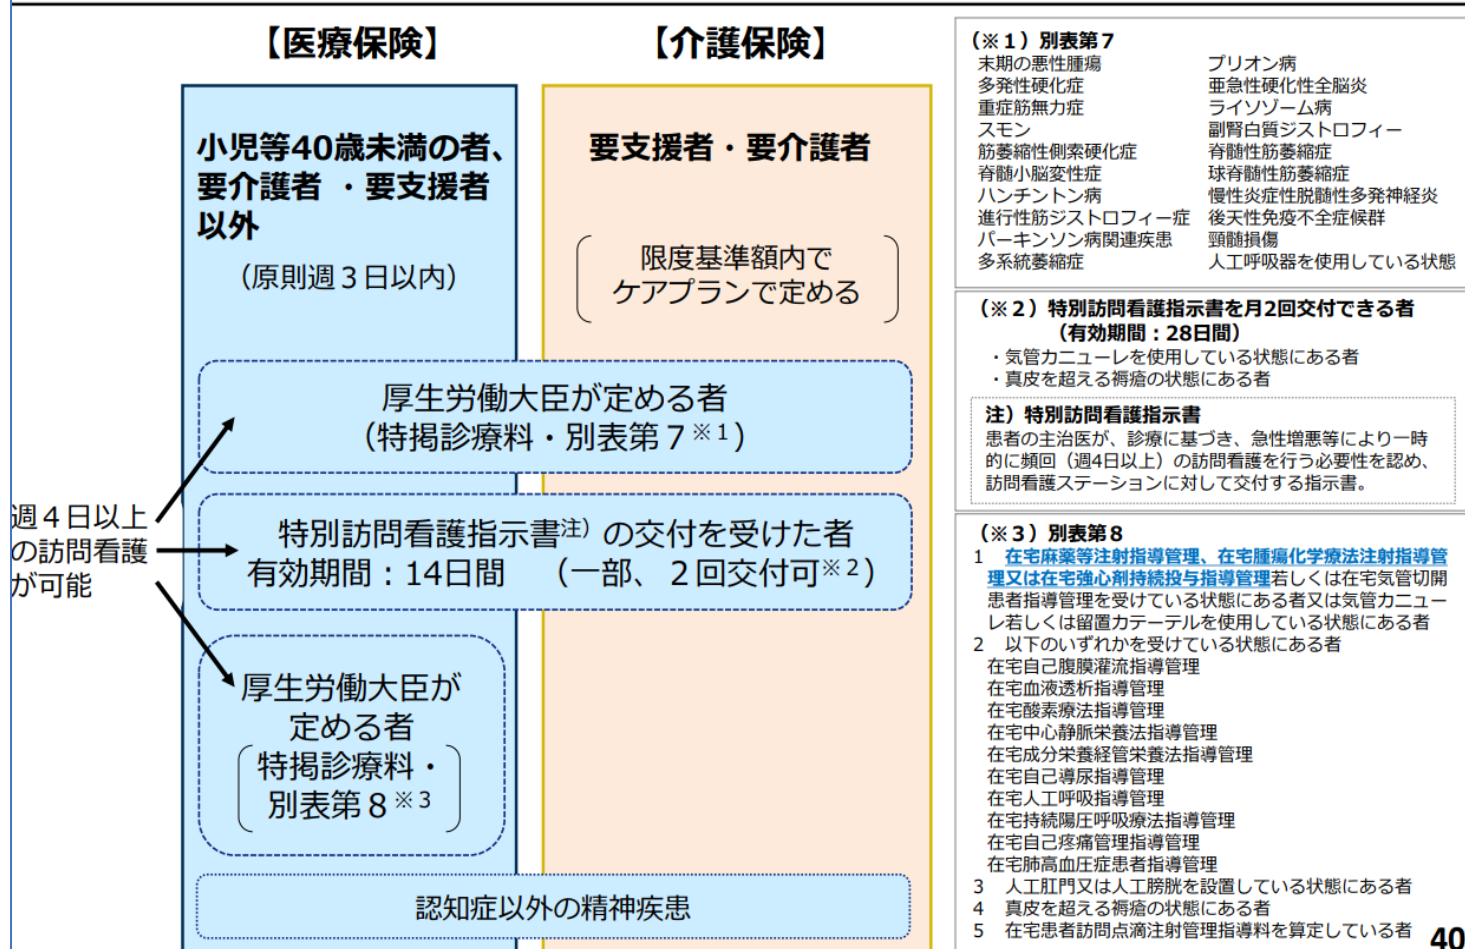 【医療保険】
【介護保険】
小児等40歳未満の者、
要介護者 ・要支援者
以外
（原則週３日以内）
要支援者・要介護者
限度基準額内で
ケアプランで定める
厚生労働大臣が定める者
（特掲診療料・別表第７※１）
週４日以上
の訪問看護
が可能
特別訪問看護指示書注）の交付を受けた者
有効期間：14日間 （一部、２回交付可※２）
厚生労働大臣が
定める者
特掲診療料・
別表第８※３
認知症以外の精神疾患
（※１）別表第７
末期の悪性腫瘍
多発性硬化症
重症筋無力症
スモン
筋萎縮性側索硬化症
脊髄小脳変性症
ハンチントン病
進行性筋ジストロフィー症
パーキンソン病関連疾患
多系統萎縮症
プリオン病
亜急性硬化性全脳炎
ライソゾーム病
副腎白質ジストロフィー
脊髄性筋萎縮症
球脊髄性筋萎縮症
慢性炎症性脱髄性多発神経炎
後天性免疫不全症候群
頸髄損傷
人工呼吸器を使用している状態
（※２）特別訪問看護指示書を月2回交付できる者
（有効期間：28日間）
・気管カニューレを使用している状態にある者
・真皮を超える褥瘡の状態にある者
注）特別訪問看護指示書
患者の主治医が、診療に基づき、急性増悪等により一時
的に頻回（週4日以上）の訪問看護を行う必要性を認め、
訪問看護ステーションに対して交付する指示書。
（※３）別表第８
1 在宅麻薬等注射指導管理、在宅腫瘍化学療法注射指導管
理又は在宅強心剤持続投与指導管理若しくは在宅気管切開
患者指導管理を受けている状態にある者又は気管カニュー
レ若しくは留置カテーテルを使用している状態にある者
2 以下のいずれかを受けている状態にある者
在宅自己腹膜灌流指導管理
在宅血液透析指導管理
在宅酸素療法指導管理
在宅中心静脈栄養法指導管理
在宅成分栄養経管栄養法指導管理
在宅自己導尿指導管理
在宅人工呼吸指導管理
在宅持続陽圧呼吸療法指導管理
在宅自己疼痛管理指導管理
在宅肺高血圧症患者指導管理
3 人工肛門又は人工膀胱を設置している状態にある者
4 真皮を超える褥瘡の状態にある者
5 在宅患者訪問点滴注射管理指導料を算定している者
40